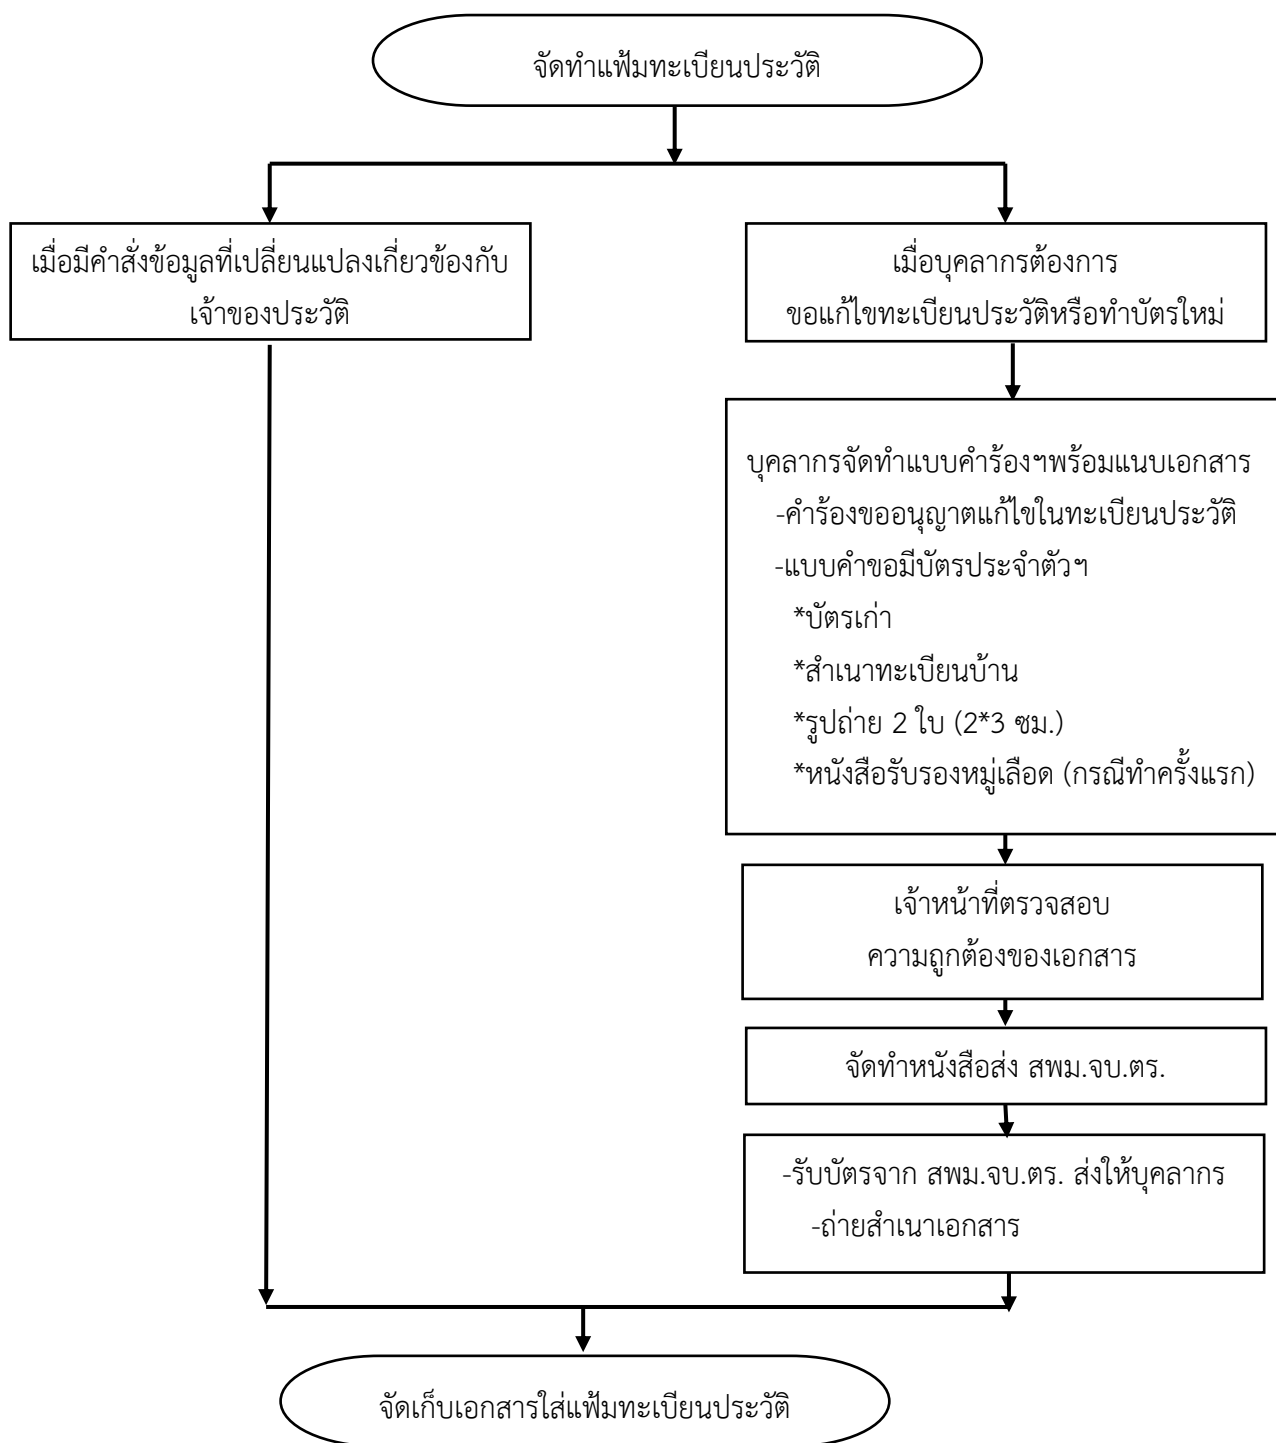 จัดทำแฟ้มทะเบียนประวัติ
เมื่อมีคำสั่งข้อมูลที่เปลี่ยนแปลงเกี่ยวข้องกับ
เจ้าของประวัติ
เมื่อบุคลากรต้องการ
ขอแก้ไขทะเบียนประวัติหรือทำบัตรใหม่
บุคลากรจัดทำแบบคำร้องฯพร้อมแนบเอกสาร
-คำร้องขออนุญาตแก้ไขในทะเบียนประวัติ
-แบบคำขอมีบัตรประจำตัวฯ
*บัตรเก่า
*สำเนาทะเบียนบ้าน
*รูปถ่าย 2 ใบ (2*3 ซม.)
*หนังสือรับรองหมู่เลือด (กรณีทำครั้งแรก)
เจ้าหน้าที่ตรวจสอบ
ความถูกต้องของเอกสาร
จัดทำหนังสือส่ง สพม.จบ.ตร.
-รับบัตรจาก สพม.จบ.ตร. ส่งให้บุคลากร
-ถ่ายสำเนาเอกสาร
จัดเก็บเอกสารใส่แฟ้มทะเบียนประวัติ